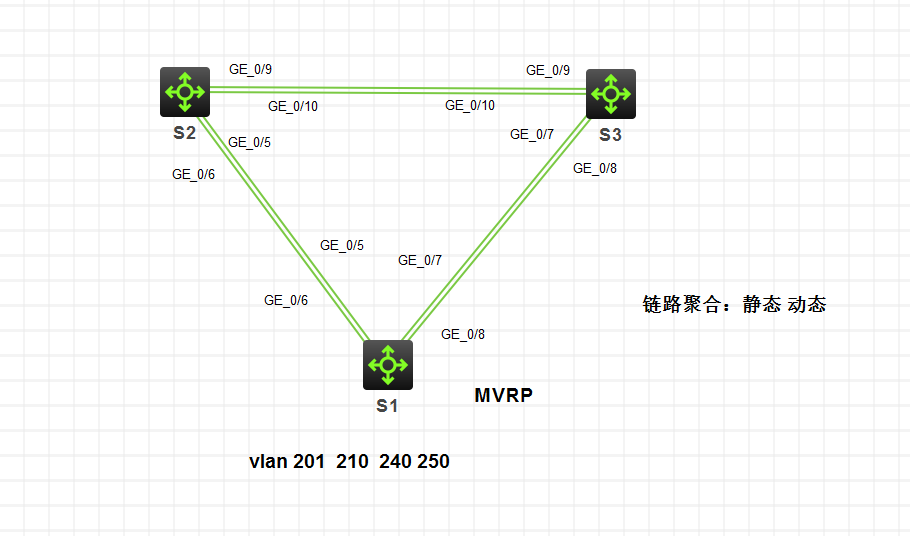 GE_0/9
GE_0/9
GE_0/10
GE_0/10
S2
S3
GE_0/5
GE_0/7
GE_0/6
GE_0/8
GE_0/5
GE_0/7
GE_0/6
链路聚合：静态 动态
GE_0/8
S1
MVRP
vlan 201 210 240 250